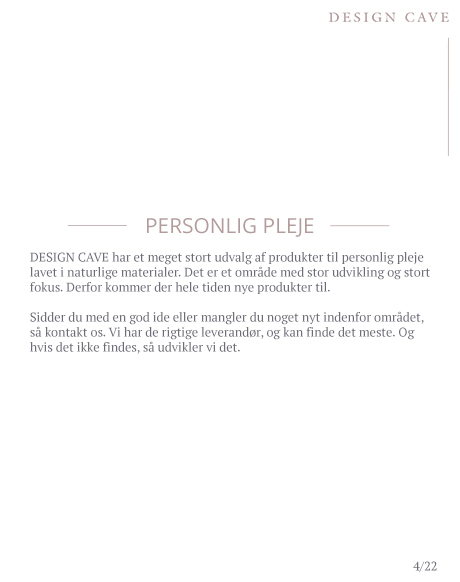 DESIGN CAVE
PERSONLIG PLEJE
DESIGN CAVE har et meget stort udvalg af produkter til personlig pleje
lavet i naturlige materialer. Det er et område med stor udvikling og stort
fokus. Derfor kommer der hele tiden nye produkter til.
Sidder du med en god ide eller mangler du noget nyt indenfor området,
så kontakt os. Vi har de rigtige leverandør, og kan finde det meste. Og
hvis det ikke findes, så udvikler vi det.
4/22